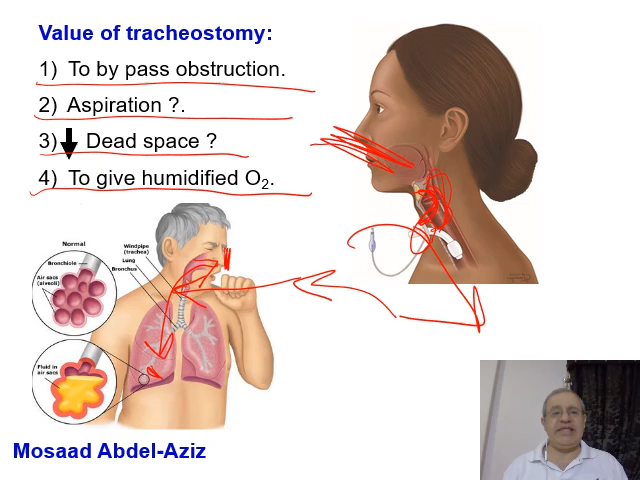 Value of tracheostomy:
1) To by pass obstruction.
2) Aspiration ?.
3) Dead space ?
4) To give humidified O₂.
Normal
Bronchiole
Air sacs
(alveoli)
Fluid in
air sacs
Windpipe
(trachea)
Lung
Bronchus
Mosaad Abdel-Aziz